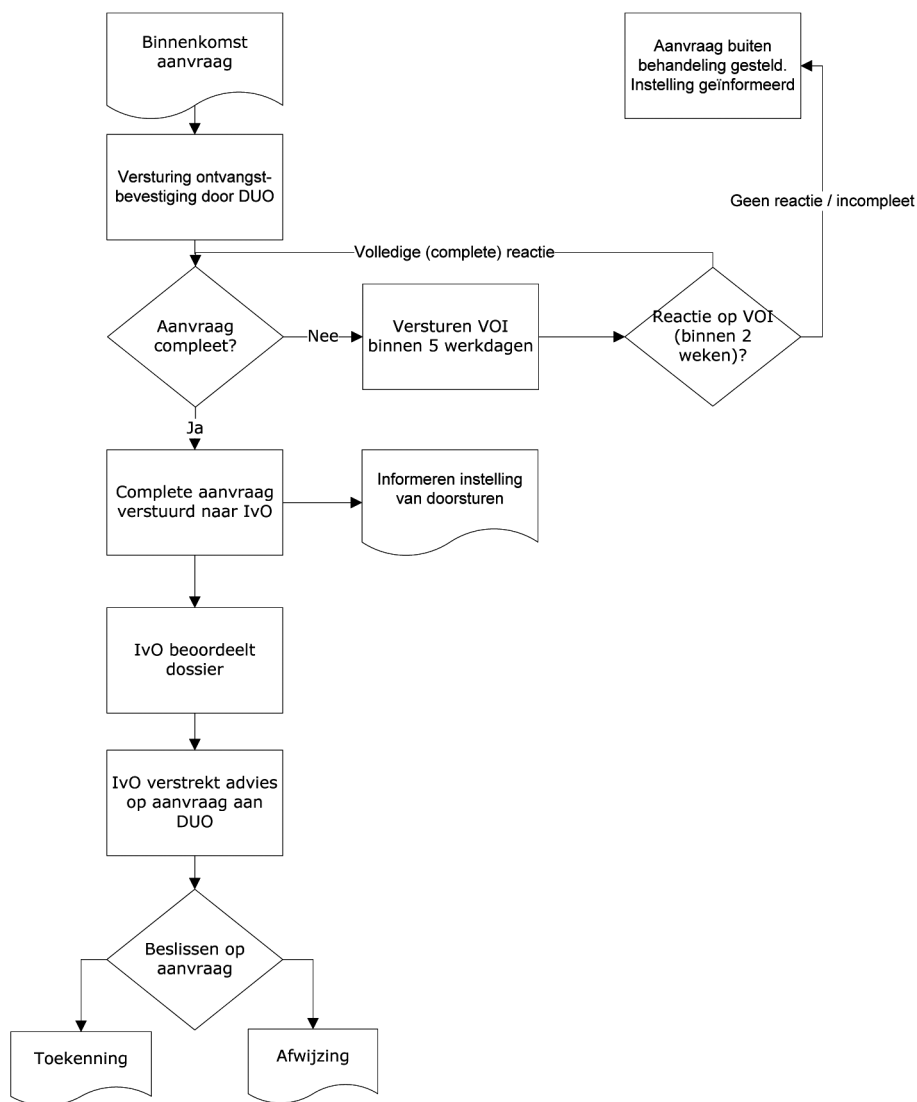 Binnenkomst
aanvraag
Aanvraag buiten
behandeling gesteld.
Instelling geïnformeerd
Versturing ontvangst-
bevestiging door DUO
Geen reactie / incompleet
Volledige (complete) reactie
Aanvraag
compleet?
Nee
Versturen VOI
binnen 5 werkdagen
Reactie op VOI
(binnen 2
weken)?
Ja
Complete aanvraag
verstuurd naar IvO
Informeren instelling
van doorsturen
IvO beoordeelt
dossier
IvO verstrekt advies
op aanvraag aan
DUO
Beslissen op
aanvraag
Toekenning
Afwijzing